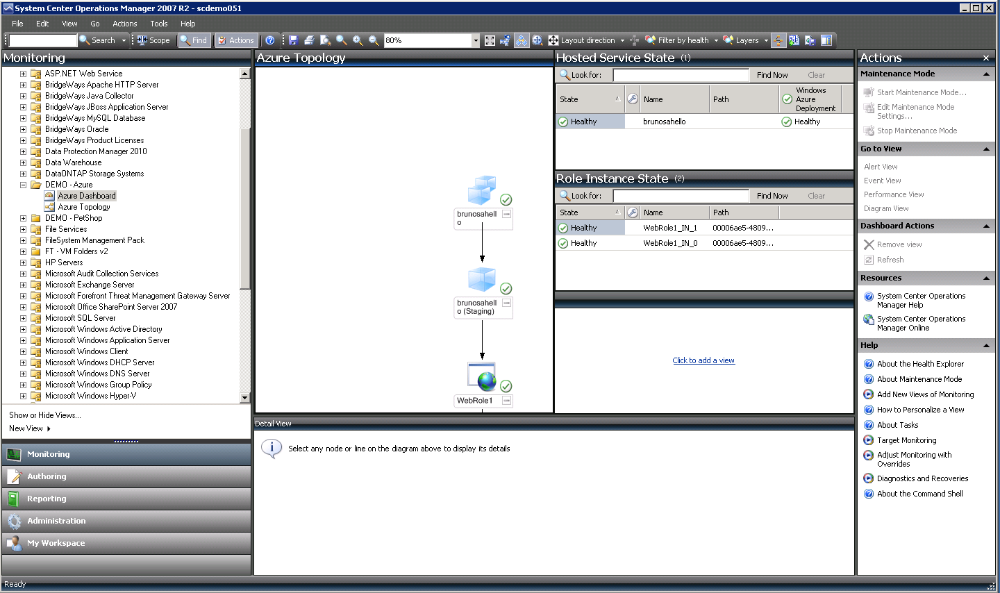 System Center Operations Manager 2007 R2 - scdemo051
File Edit View Go Actions Tools Help
Search Scope Find Actions 80% Layout direction Filter by health Layers
Monitoring
ASP.NET Web Service
BridgeWays Apache HTTP Server
BridgeWays Java Collector
BridgeWays JBoss Application Server
BridgeWays MySQL Database
BridgeWays Oracle
BridgeWays Product Licenses
Data Protection Manager 2010
Data Warehouse
DataONTAP Storage Systems
DEMO - Azure
Azure Dashboard
Azure Topology
DEMO - PetShop
File Services
FileSystem Management Pack
FT - VM Folders v2
HP Servers
Microsoft Audit Collection Services
Microsoft Exchange Server
Microsoft Forefront Threat Management Gateway Server
Microsoft Office SharePoint Server 2007
Microsoft SQL Server
Microsoft Windows Active Directory
Microsoft Windows Application Server
Microsoft Windows Client
Microsoft Windows DHCP Server
Microsoft Windows DNS Server
Microsoft Windows Group Policy
Microsoft Windows Hyper-V
Show or Hide Views...
New View
Monitoring
Authoring
Reporting
Administration
My Workspace
Azure Topology
brunosahell
o
brunosahell
o (Staging)
WebRole1
Hosted Service State (1)
Look for: Find Now Clear
State Name Path Windows
Azure
Deployment
Healthy brunosahello Healthy
Role Instance State (2)
Look for: Find Now Clear
State Name Path
Healthy WebRole1_IN_1 00006ae5-4809...
Healthy WebRole1_IN_0 00006ae5-4809...
Click to add a view
Detail View
Select any node or line on the diagram above to display its details
Actions
Maintenance Mode
Start Maintenance Mode...
Edit Maintenance Mode
Settings...
Stop Maintenance Mode
Go to View
Alert View
Event View
Performance View
Diagram View
Dashboard Actions
Remove view
Refresh
Resources
System Center Operations
Manager Help
System Center Operations
Manager Online
Help
About the Health Explorer
About Maintenance Mode
Add New Views of Monitoring
How to Personalize a View
About Tasks
Target Monitoring
Adjust Monitoring with
Overrides
Diagnostics and Recoveries
About the Command Shell
Ready